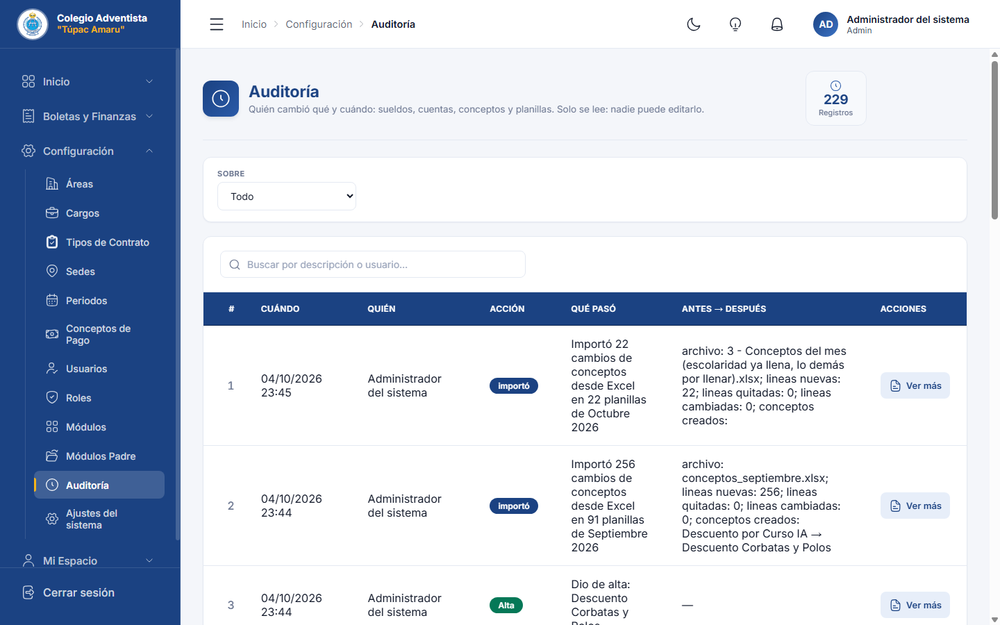 Colegio Adventista
"Túpac Amaru"
Inicio
Boletas y Finanzas
Configuración
Áreas
Cargos
Tipos de Contrato
Sedes
Periodos
Conceptos de
Pago
Usuarios
Roles
Módulos
Módulos Padre
Auditoría
Ajustes del
sistema
Mi Espacio
Cerrar sesión
Inicio > Configuración > Auditoría
AD
Administrador del sistema
Admin
Auditoría
Quién cambió qué y cuándo: sueldos, cuentas, conceptos y planillas. Solo se lee: nadie puede editarlo.
229
Registros
SOBRE
Todo
Buscar por descripción o usuario...
# CUÁNDO QUIÉN ACCIÓN QUÉ PASÓ ANTES → DESPUÉS ACCIONES
1
04/10/2026
23:45
Administrador
del sistema
importó
Importó 22
cambios de
conceptos
desde Excel
en 22 planillas
de Octubre
2026
archivo: 3 - Conceptos del mes
(escolaridad ya llena, lo demás
por llenar).xlsx; lineas nuevas:
22; lineas quitadas: 0; lineas
cambiadas: 0; conceptos
creados:
Ver más
2
04/10/2026
23:44
Administrador
del sistema
importó
Importó 256
cambios de
conceptos
desde Excel
en 91 planillas
de Septiembre
2026
archivo:
conceptos_septiembre.xlsx;
lineas nuevas: 256; lineas
quitadas: 0; lineas cambiadas:
0; conceptos creados:
Descuento por Curso IA →
Descuento Corbatas y Polos
Ver más
3
04/10/2026
23:44
Administrador
del sistema
Alta
Dio de alta:
Descuento
Corbatas y
Polos
—
Ver más